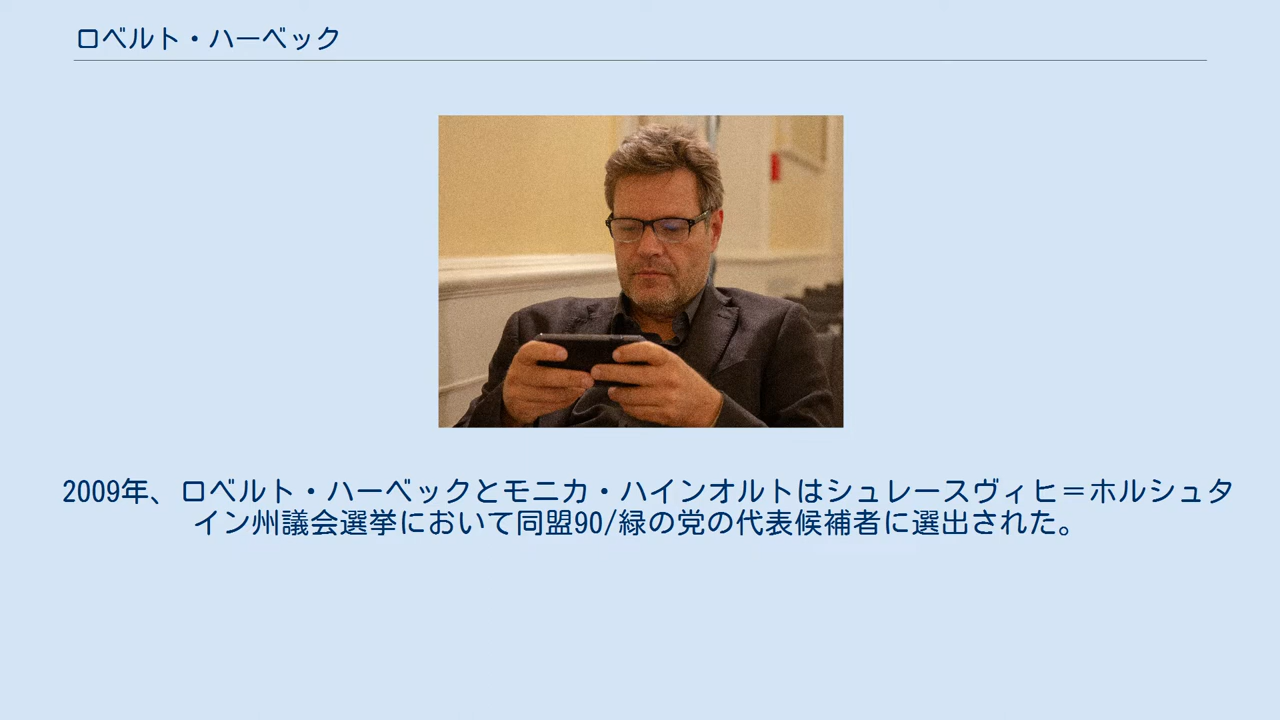 ロベルト・ハーベック
2009年、ロベルト・ハーベックとモニカ・ハインオルトはシュレースヴィヒ＝ホルシュタ
イン州議会選挙において同盟90/緑の党の代表候補者に選出された。